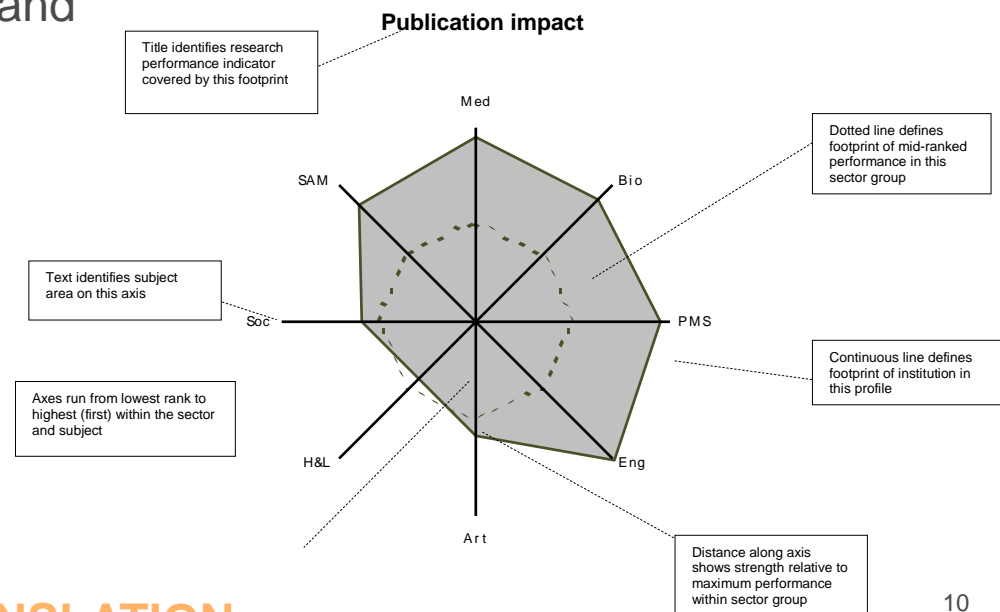 and
Publication impact
Title identifies research
performance indicator
covered by this footprint
Med
Dotted line defines
footprint of mid-ranked
performance in this
sector group
SAM
Bio
Text identifies subject
area on this axis
Soc
PMS
Continuous line defines
footprint of institution in
this profile
Axes run from lowest rank to
highest (first) within the sector
and subject
H&L
Eng
Art
Distance along axis
shows strength relative to
maximum performance
within sector group
10